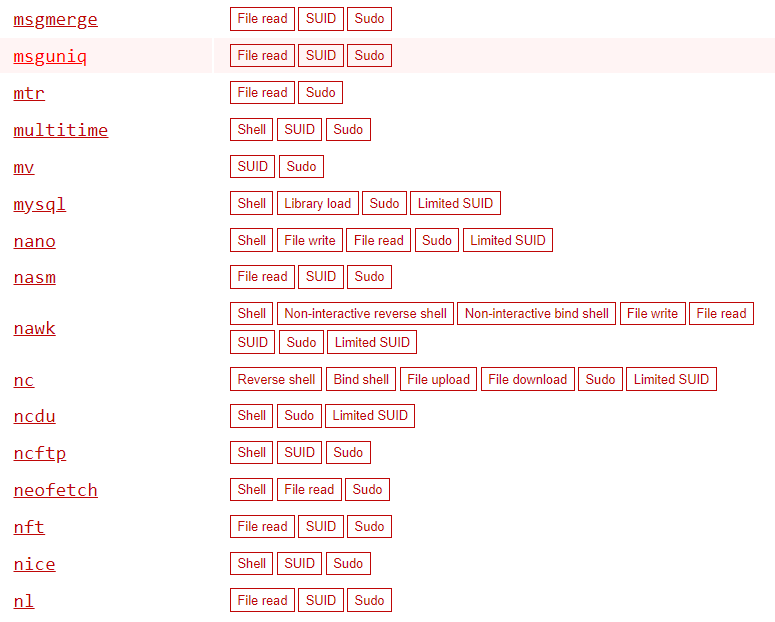 msgmerge File read SUID Sudo
msguniq File read SUID Sudo
mtr File read Sudo
multitime Shell SUID Sudo
mv SUID Sudo
mysql Shell Library load Sudo Limited SUID
nano Shell File write File read Sudo Limited SUID
nasm File read SUID Sudo
nawk Shell Non-interactive reverse shell Non-interactive bind shell File write File read
SUID Sudo Limited SUID
nc Reverse shell Bind shell File upload File download Sudo Limited SUID
ncdu Shell Sudo Limited SUID
ncftp Shell SUID Sudo
neofetch Shell File read Sudo
nft File read SUID Sudo
nice Shell SUID Sudo
nl File read SUID Sudo